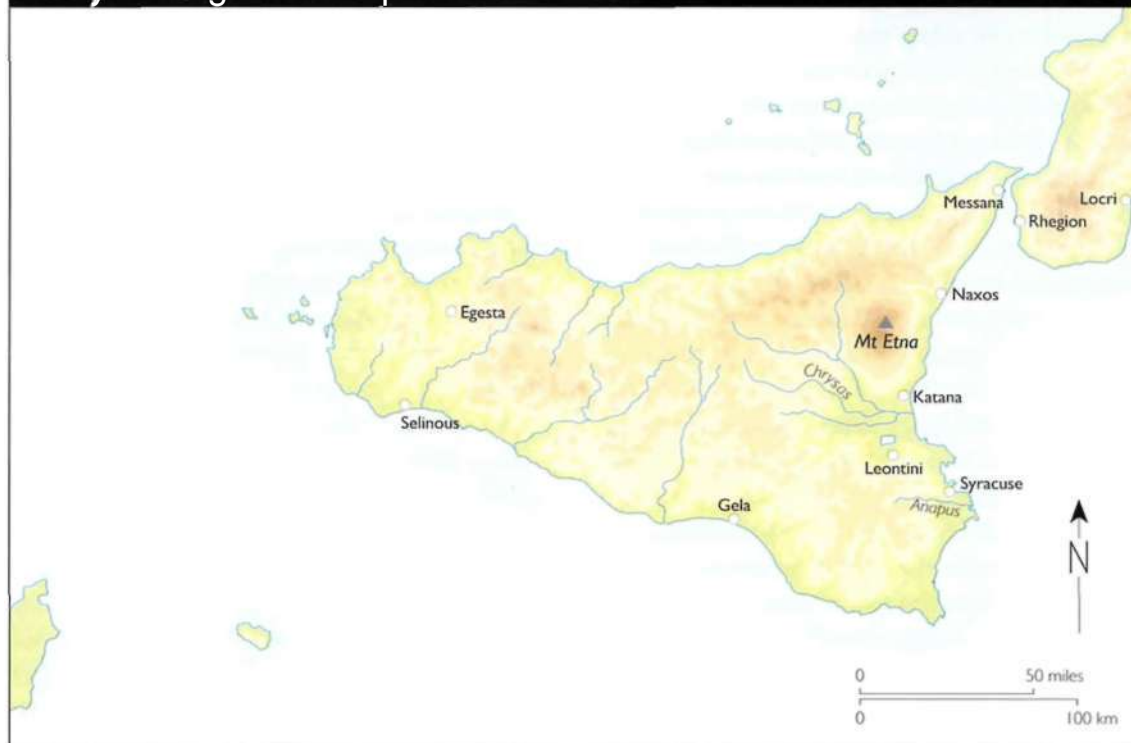 Messana
Locri
Rhegion
Naxos
Egesta
Mt Etna
Chrysas
Katana
Selinous
Leontini
Syracuse
Gela
Anapus
N
0 50 miles
0 100 km